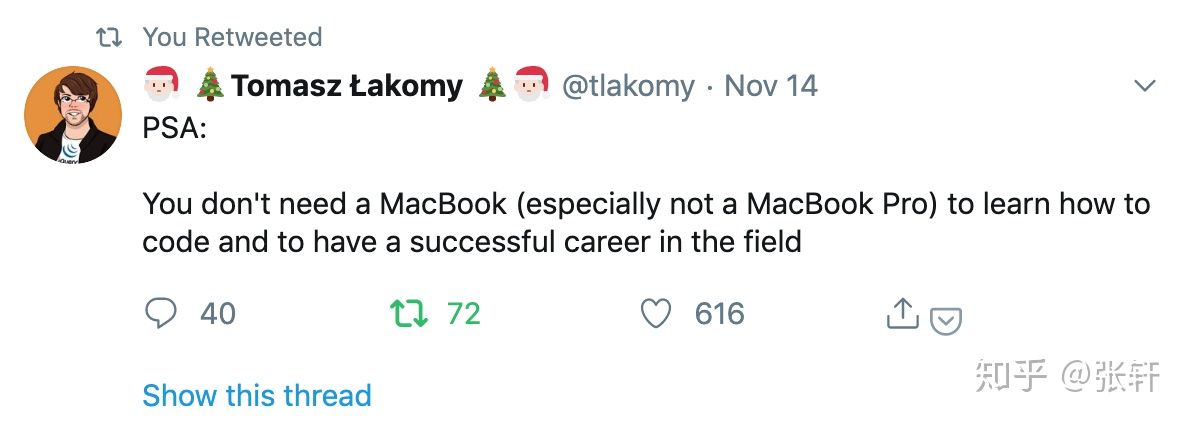 You Retweeted
🎅🎄Tomasz Łakomy🎄🎅 @tlakomy · Nov 14
PSA:
You don't need a MacBook (especially not a MacBook Pro) to learn how to
code and to have a successful career in the field
40 72 616
Show this thread
知乎 @张轩